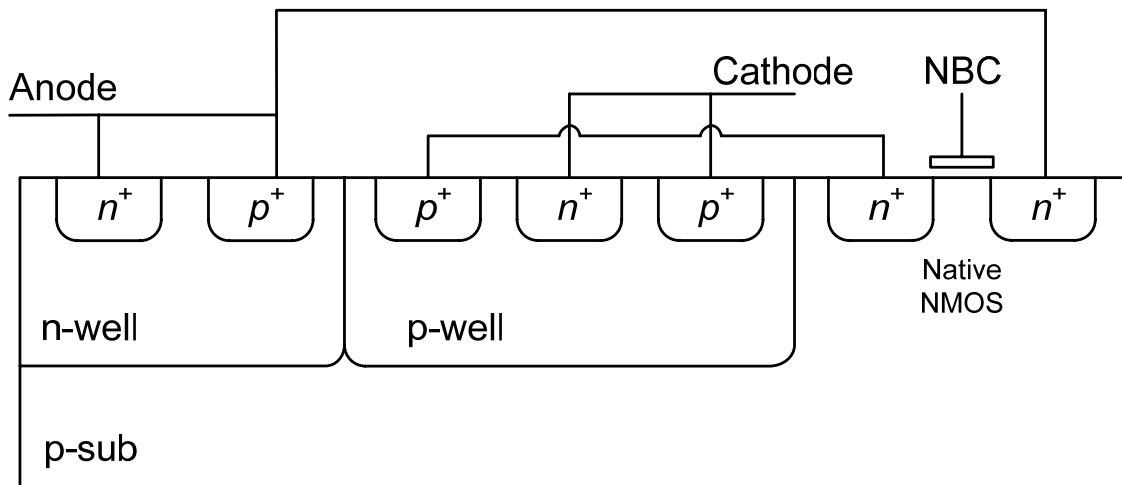 Anode
Cathode
NBC
n⁺
p⁺
p⁺
n⁺
p⁺
n⁺
n⁺
Native
NMOS
n-well
p-well
p-sub